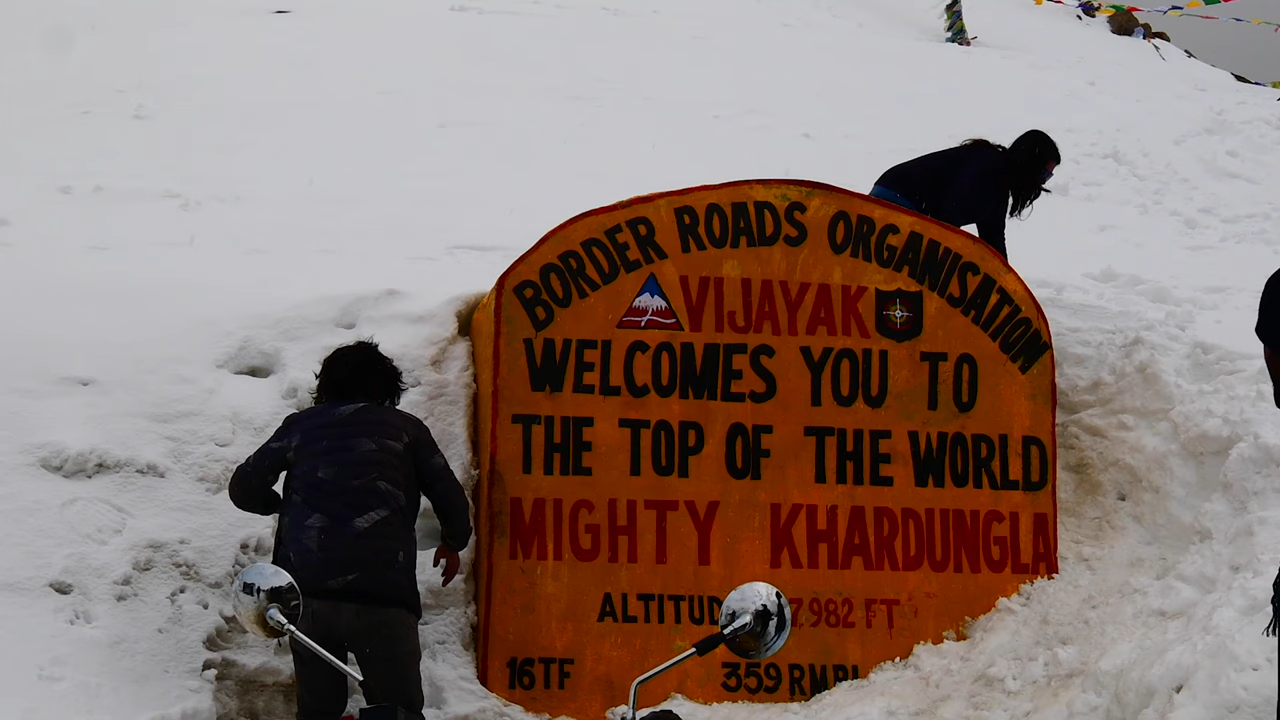 BORDER ROADS ORGANISATION
VIJAYAK
WELCOMES YOU TO
THE TOP OF THE WORLD
MIGHTY KHARDUNGLA
7,982 FT
16TF 359 RMPL